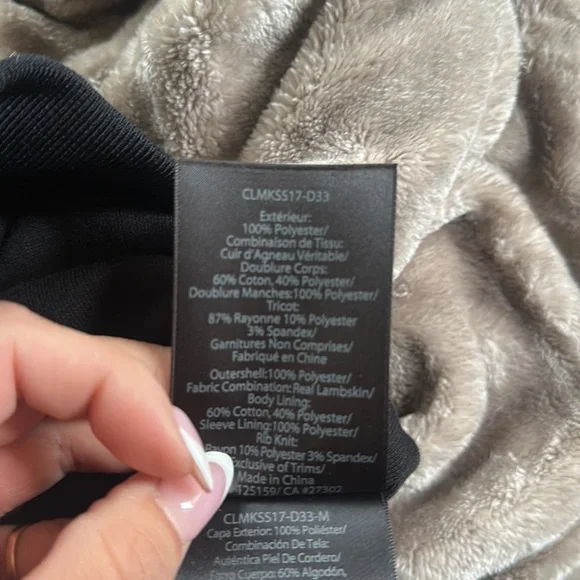 CLMKSS17-D33
Extérieur:
100% Polyester/
Combinaison de Tissu:
Cuir d'Agneau Véritable/
Doublure Corps:
60% Coton, 40% Polyester/
Doublure Manches:100% Polyester/
Tricot:
87% Rayonne 10% Polyester
3% Spandex/
Garnitures Non Comprises/
Fabriqué en Chine
Outershell:100% Polyester/
Fabric Combination:Real Lambskin/
Body Lining:
60% Cotton, 40% Polyester/
Sleeve Lining:100% Polyester/
Rib Knit:
Rayon 10% Polyester 3% Spandex/
xclusive of Trims/
Made in China
125159/ CA #27302
CLMKSS17-D33-M
Capa Exterior: 100% Poliéster/
Combinación De Tela:
Auténtica Piel De Cordero/
Cuerpo:60% Algodón,